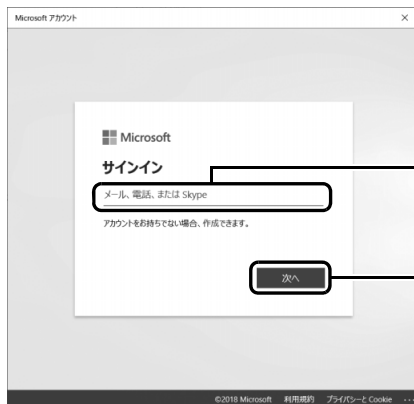 Microsoft アカウント
Microsoft
サインイン
メール、電話、または Skype
アカウントをお持ちでない場合、作成できます。
次へ
©2018 Microsoft 利用規約 プライバシーと Cookie ...